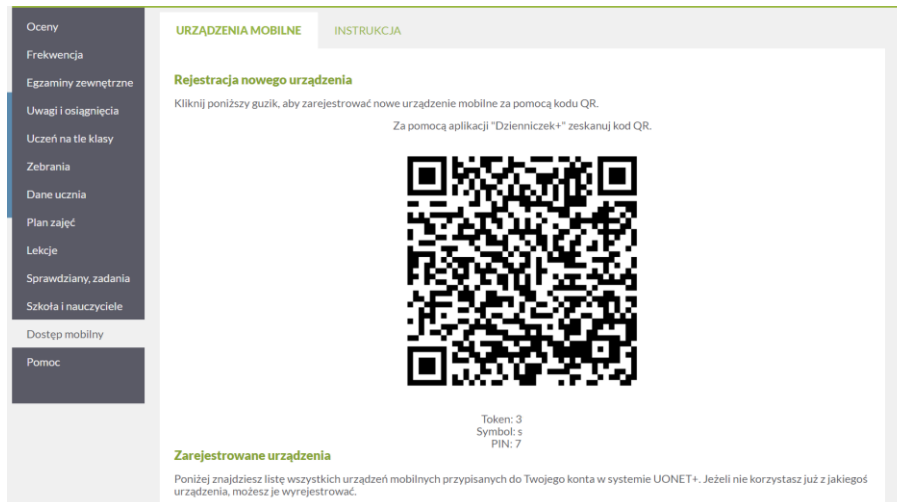 Oceny
Frekwencja
Egzaminy zewnętrzne
Uwagi i osiągnięcia
Uczeń na tle klasy
Zebrania
Dane ucznia
Plan zajęć
Lekcje
Sprawdziany, zadania
Szkoła i nauczyciele
Dostęp mobilny
Pomoc
URZĄDZENIA MOBILNE
INSTRUKCJA
Rejestracja nowego urządzenia
Kliknij poniższy guzik, aby zarejestrować nowe urządzenie mobilne za pomocą kodu QR.
Za pomocą aplikacji "Dzienniczek+" zeskanuj kod QR.
Token: 3
Symbol: s
PIN: 7
Zarejestrowane urządzenia
Poniżej znajdziesz listę wszystkich urządzeń mobilnych przypisanych do Twojego konta w systemie UONET+. Jeżeli nie korzystasz już z jakiegoś
urządzenia, możesz je wyrejestrować.